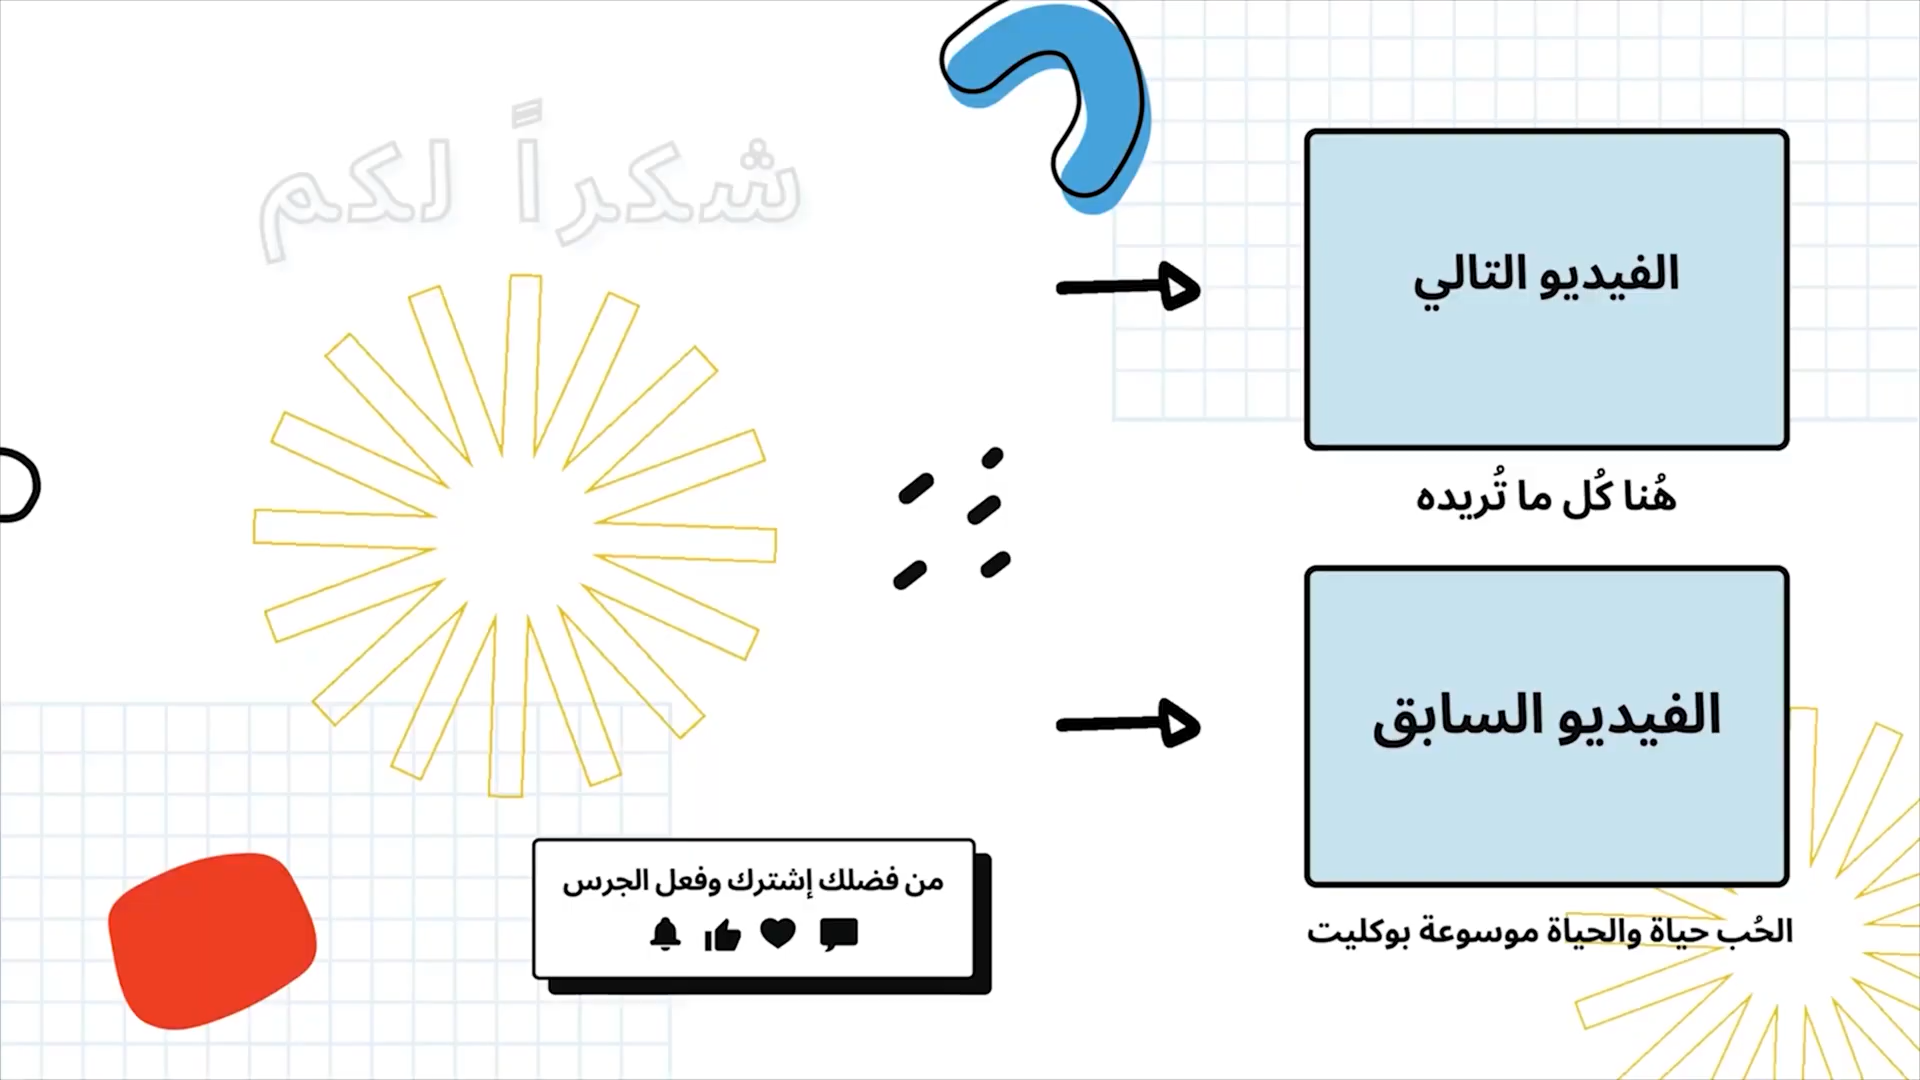 شكراً لكم
الفيديو التالي
هُنا كُل ما تُريده
الفيديو السابق
الحُب حياة والحياة موسوعة بوكليت
من فضلك إشترك وفعل الجرس